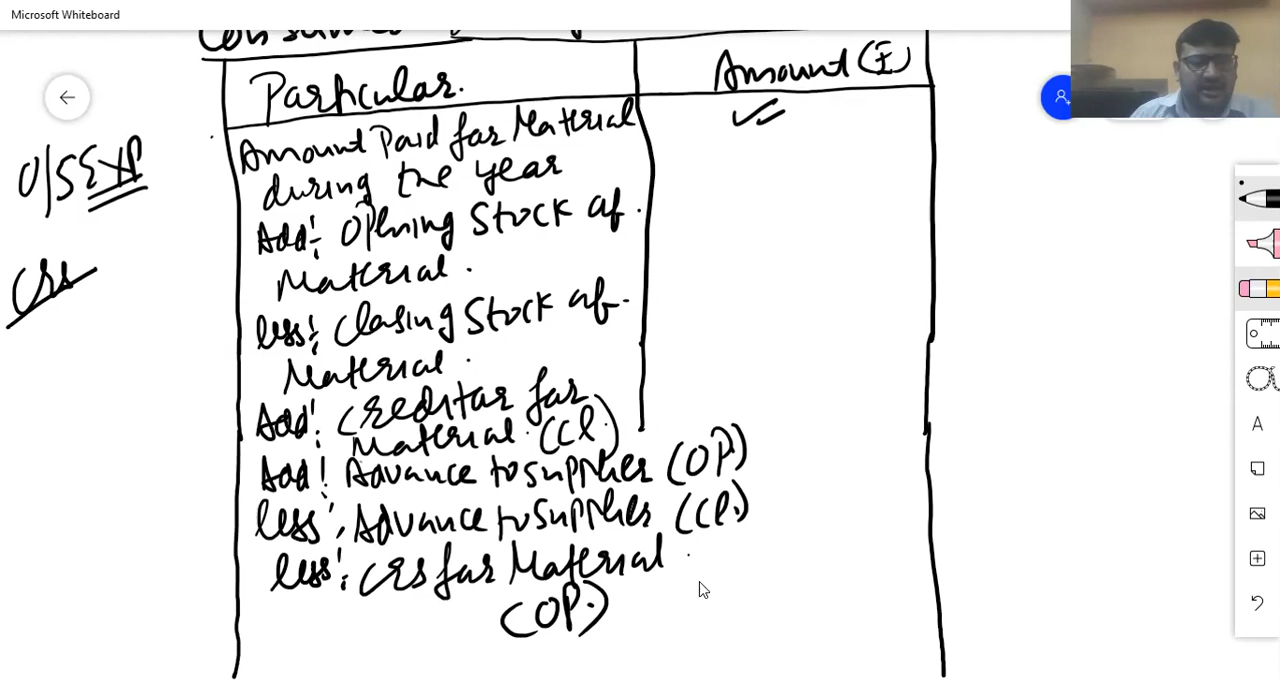 Microsoft Whiteboard
Particular.
Amount (₹)
Amount Paid for Material
during the year
Add:- Opening Stock of
Material.
less:- Closing Stock of
Material.
Add: Creditor for
Material (Cl.)
Add: Advance to supplier (OP.)
less: Advance to supplier (Cl.)
less: Crs for Material
(OP.)
O/S Exp
Crs
A